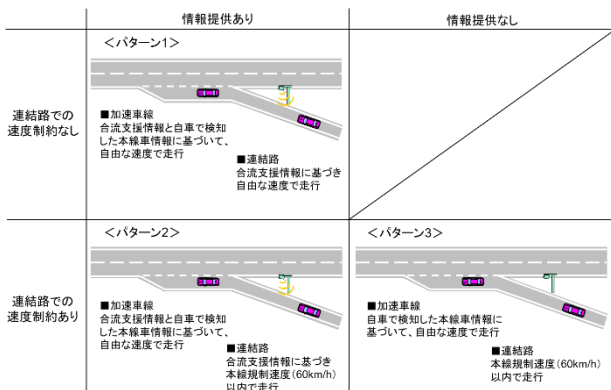 情報提供あり
情報提供なし
連結路での
速度制約なし
＜パターン1＞
■加速車線
合流支援情報と自車で検知
した本線車情報に基づいて、
自由な速度で走行
■連結路
合流支援情報に基づき
自由な速度で走行
連結路での
速度制約あり
＜パターン2＞
■加速車線
合流支援情報と自車で検知
した本線車情報に基づいて、
自由な速度で走行
■連結路
合流支援情報に基づき
本線規制速度(60km/h)
以内で走行
＜パターン3＞
■加速車線
自車で検知した本線車情報に
基づいて、自由な速度で走行
■連結路
本線規制速度(60km/h)
以内で走行